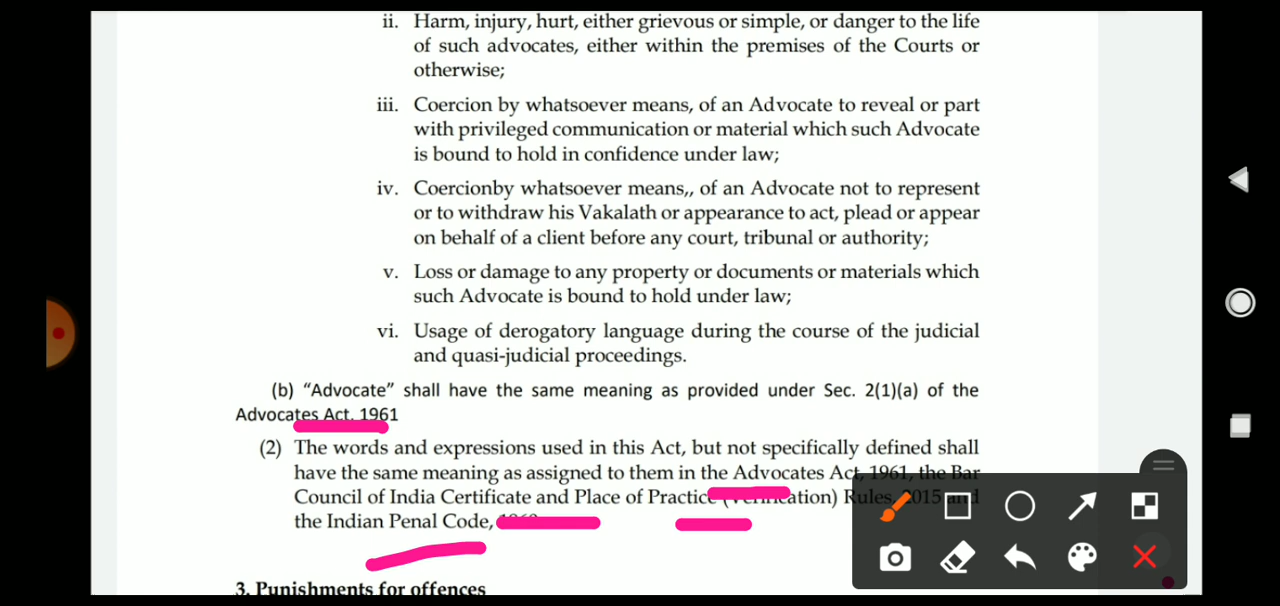 ii. Harm, injury, hurt, either grievous or simple, or danger to the life
of such advocates, either within the premises of the Courts or
otherwise;
iii. Coercion by whatsoever means, of an Advocate to reveal or part
with privileged communication or material which such Advocate
is bound to hold in confidence under law;
iv. Coercionby whatsoever means,, of an Advocate not to represent
or to withdraw his Vakalath or appearance to act, plead or appear
on behalf of a client before any court, tribunal or authority;
v. Loss or damage to any property or documents or materials which
such Advocate is bound to hold under law;
vi. Usage of derogatory language during the course of the judicial
and quasi-judicial proceedings.
(b) “Advocate” shall have the same meaning as provided under Sec. 2(1)(a) of the
Advocates Act, 1961
(2) The words and expressions used in this Act, but not specifically defined shall
have the same meaning as assigned to them in the Advocates Act, 1961, the Bar
Council of India Certificate and Place of Practice (Verification) Rules, 2015 and
the Indian Penal Code,
3. Punishments for offences